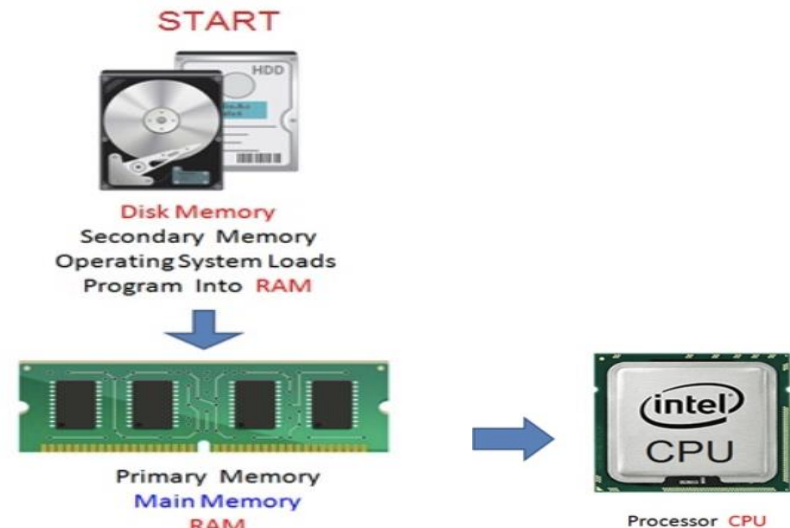 START
HDD
Disk Memory
Secondary Memory
Operating System Loads
Program Into RAM
Primary Memory
Main Memory
RAM
intel
CPU
Processor CPU